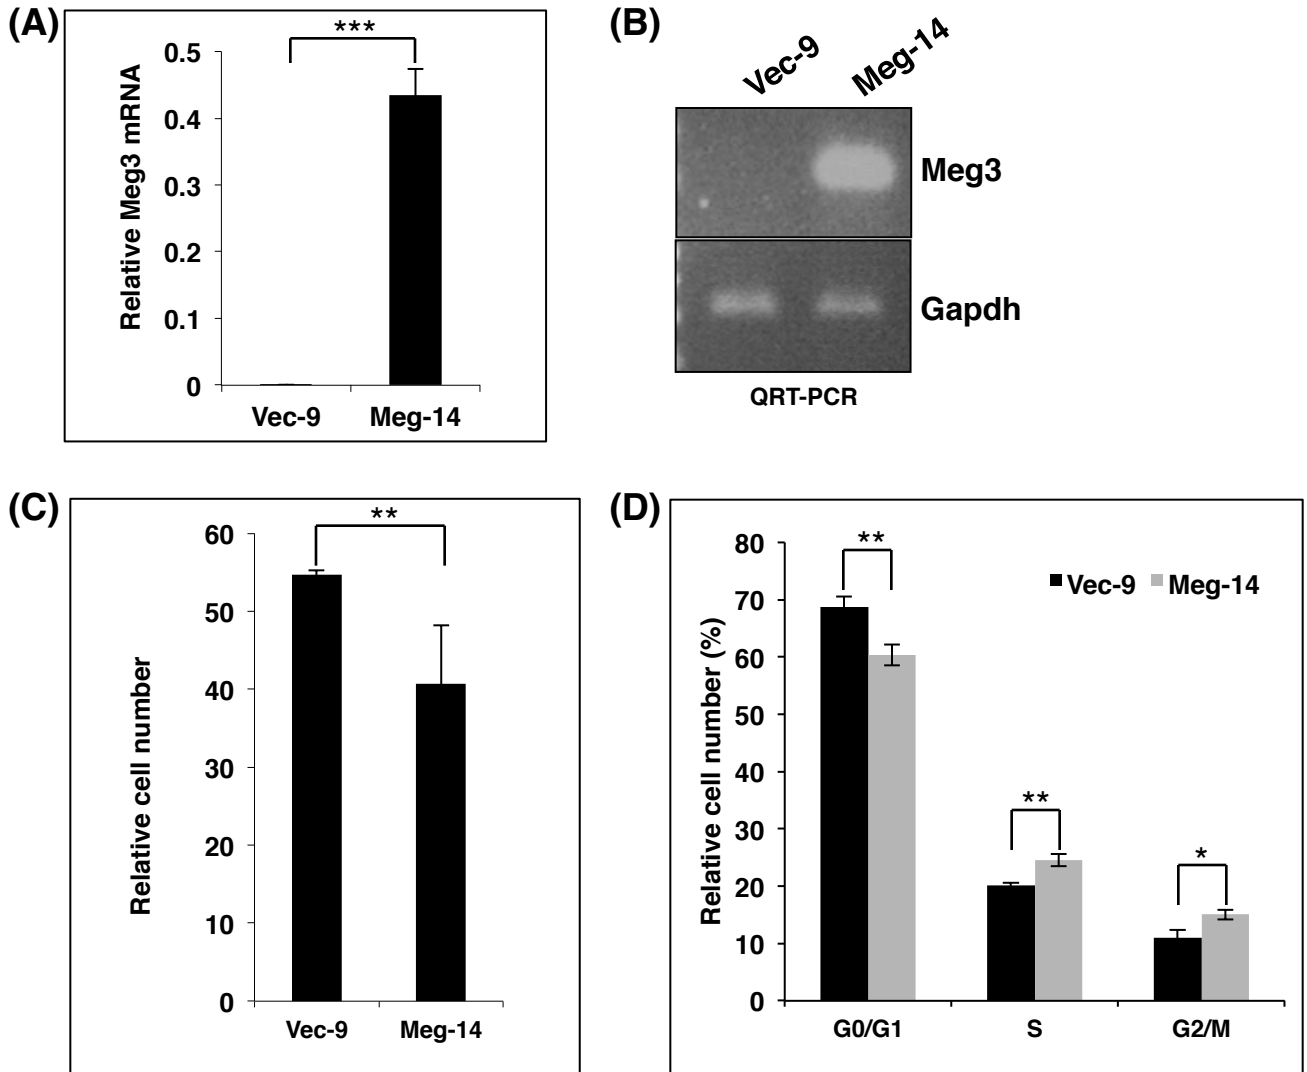 (A)
***
Relative Meg3 mRNA
0.5
0.4
0.3
0.2
0.1
0
Vec-9 Meg-14
(B)
Vec-9 Meg-14
Meg3
Gapdh
QRT-PCR
(C)
**
Relative cell number
60
50
40
30
20
10
0
Vec-9 Meg-14
(D)
Relative cell number (%)
80
70
60
50
40
30
20
10
0
**
**
*
Vec-9 Meg-14
G0/G1 S G2/M